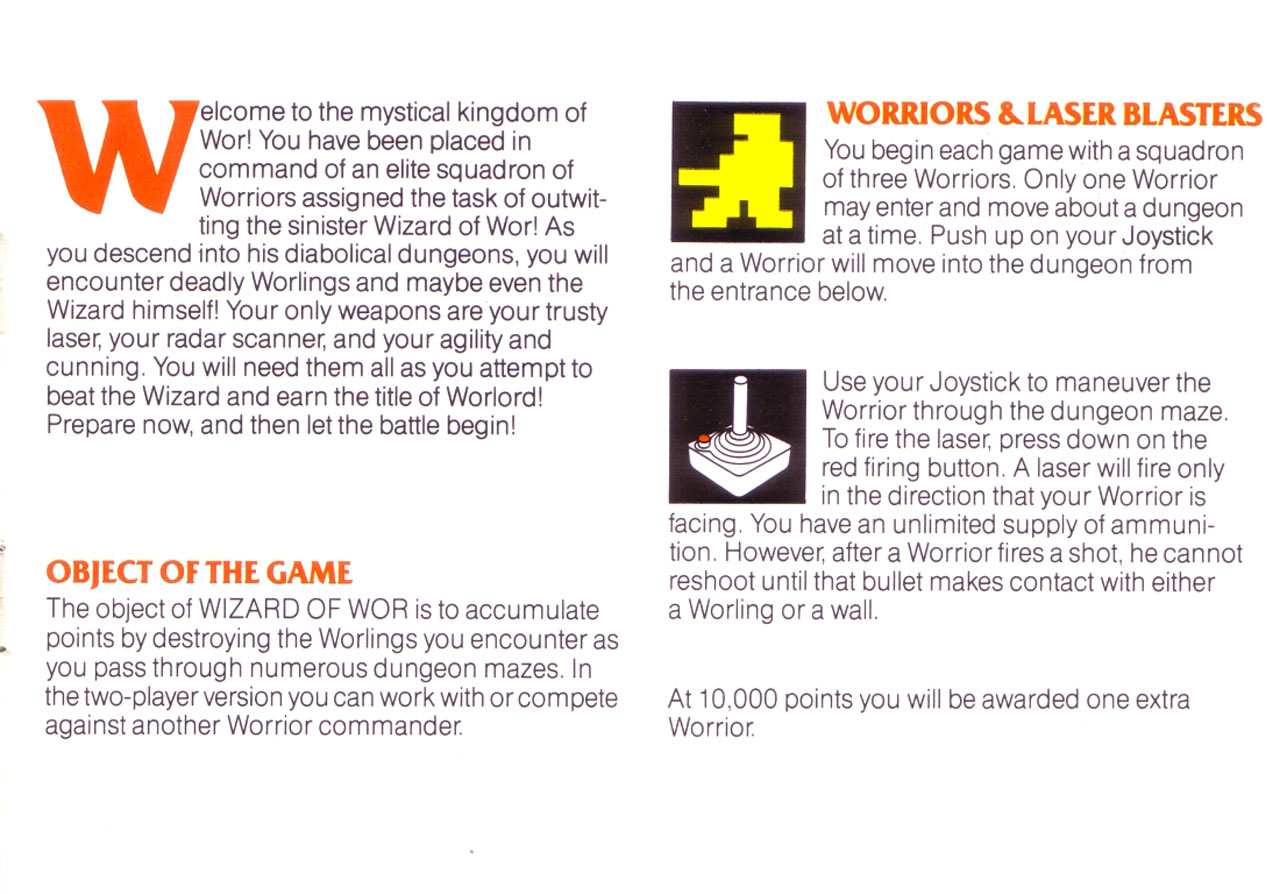 Welcome to the mystical kingdom of
Wor! You have been placed in
command of an elite squadron of
Worriors assigned the task of outwit-
ting the sinister Wizard of Wor! As
you descend into his diabolical dungeons, you will
encounter deadly Worlings and maybe even the
Wizard himself! Your only weapons are your trusty
laser, your radar scanner, and your agility and
cunning. You will need them all as you attempt to
beat the Wizard and earn the title of Worlord!
Prepare now, and then let the battle begin!
OBJECT OF THE GAME
The object of WIZARD OF WOR is to accumulate
points by destroying the Worlings you encounter as
you pass through numerous dungeon mazes. In
the two-player version you can work with or compete
against another Worrior commander.
WORRIORS & LASER BLASTERS
You begin each game with a squadron
of three Worriors. Only one Worrior
may enter and move about a dungeon
at a time. Push up on your Joystick
and a Worrior will move into the dungeon from
the entrance below.
Use your Joystick to maneuver the
Worrior through the dungeon maze.
To fire the laser, press down on the
red firing button. A laser will fire only
in the direction that your Worrior is
facing. You have an unlimited supply of ammuni-
tion. However, after a Worrior fires a shot, he cannot
reshoot until that bullet makes contact with either
a Worling or a wall.
At 10,000 points you will be awarded one extra
Worrior.